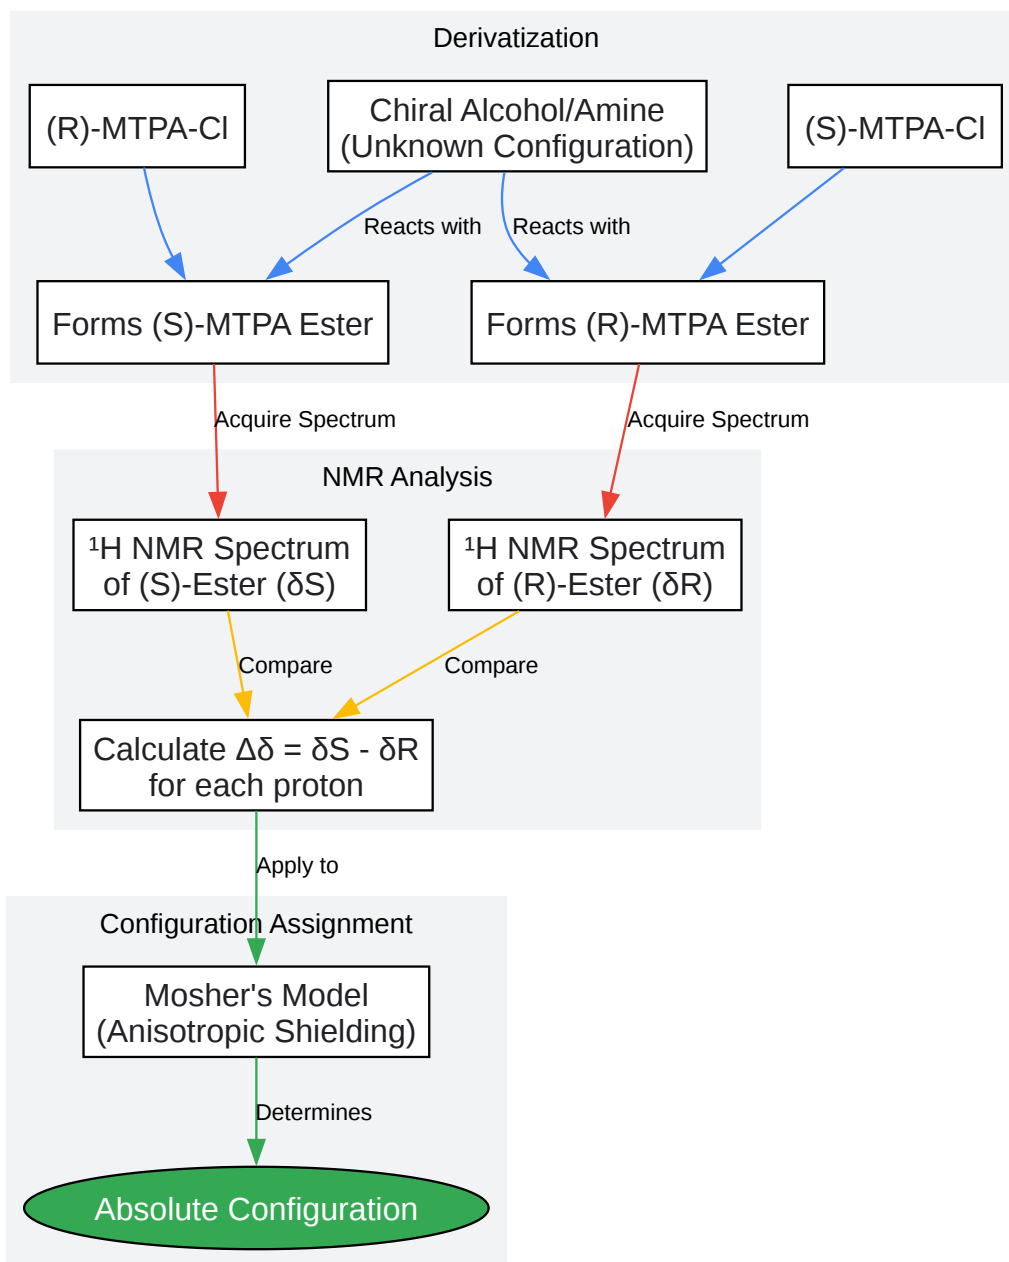 Derivatization
(R)-MTPA-Cl
Chiral Alcohol/Amine
(Unknown Configuration)
(S)-MTPA-Cl
Reacts with
Reacts with
Forms (S)-MTPA Ester
Forms (R)-MTPA Ester
Acquire Spectrum
Acquire Spectrum
NMR Analysis
¹H NMR Spectrum
of (S)-Ester (δS)
¹H NMR Spectrum
of (R)-Ester (δR)
Compare
Compare
Calculate Δδ = δS - δR
for each proton
Apply to
Configuration Assignment
Mosher's Model
(Anisotropic Shielding)
Determines
Absolute Configuration